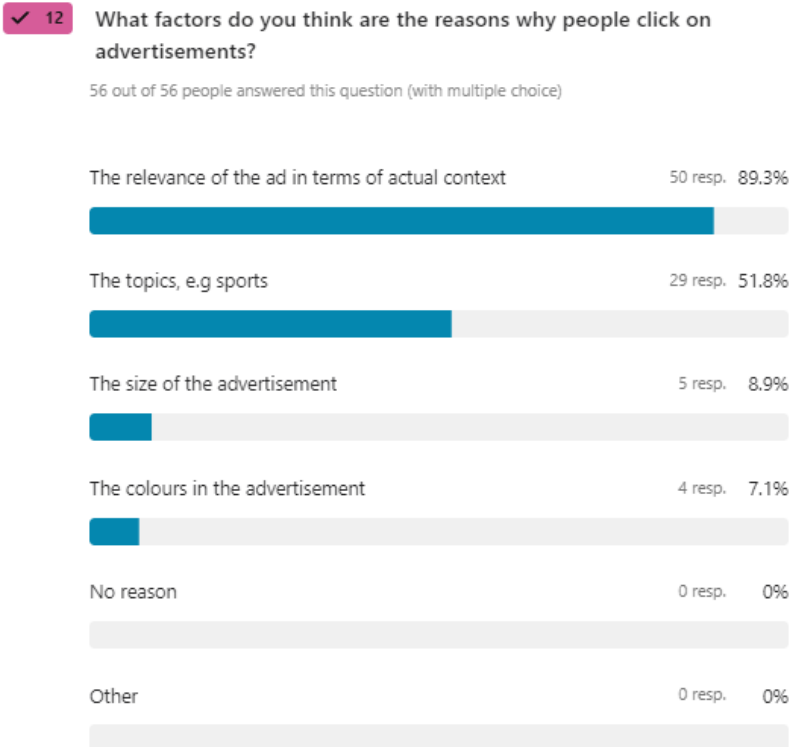 ✓ 12 What factors do you think are the reasons why people click on
advertisements?
56 out of 56 people answered this question (with multiple choice)
The relevance of the ad in terms of actual context 50 resp. 89.3%
The topics, e.g sports 29 resp. 51.8%
The size of the advertisement 5 resp. 8.9%
The colours in the advertisement 4 resp. 7.1%
No reason 0 resp. 0%
Other 0 resp. 0%